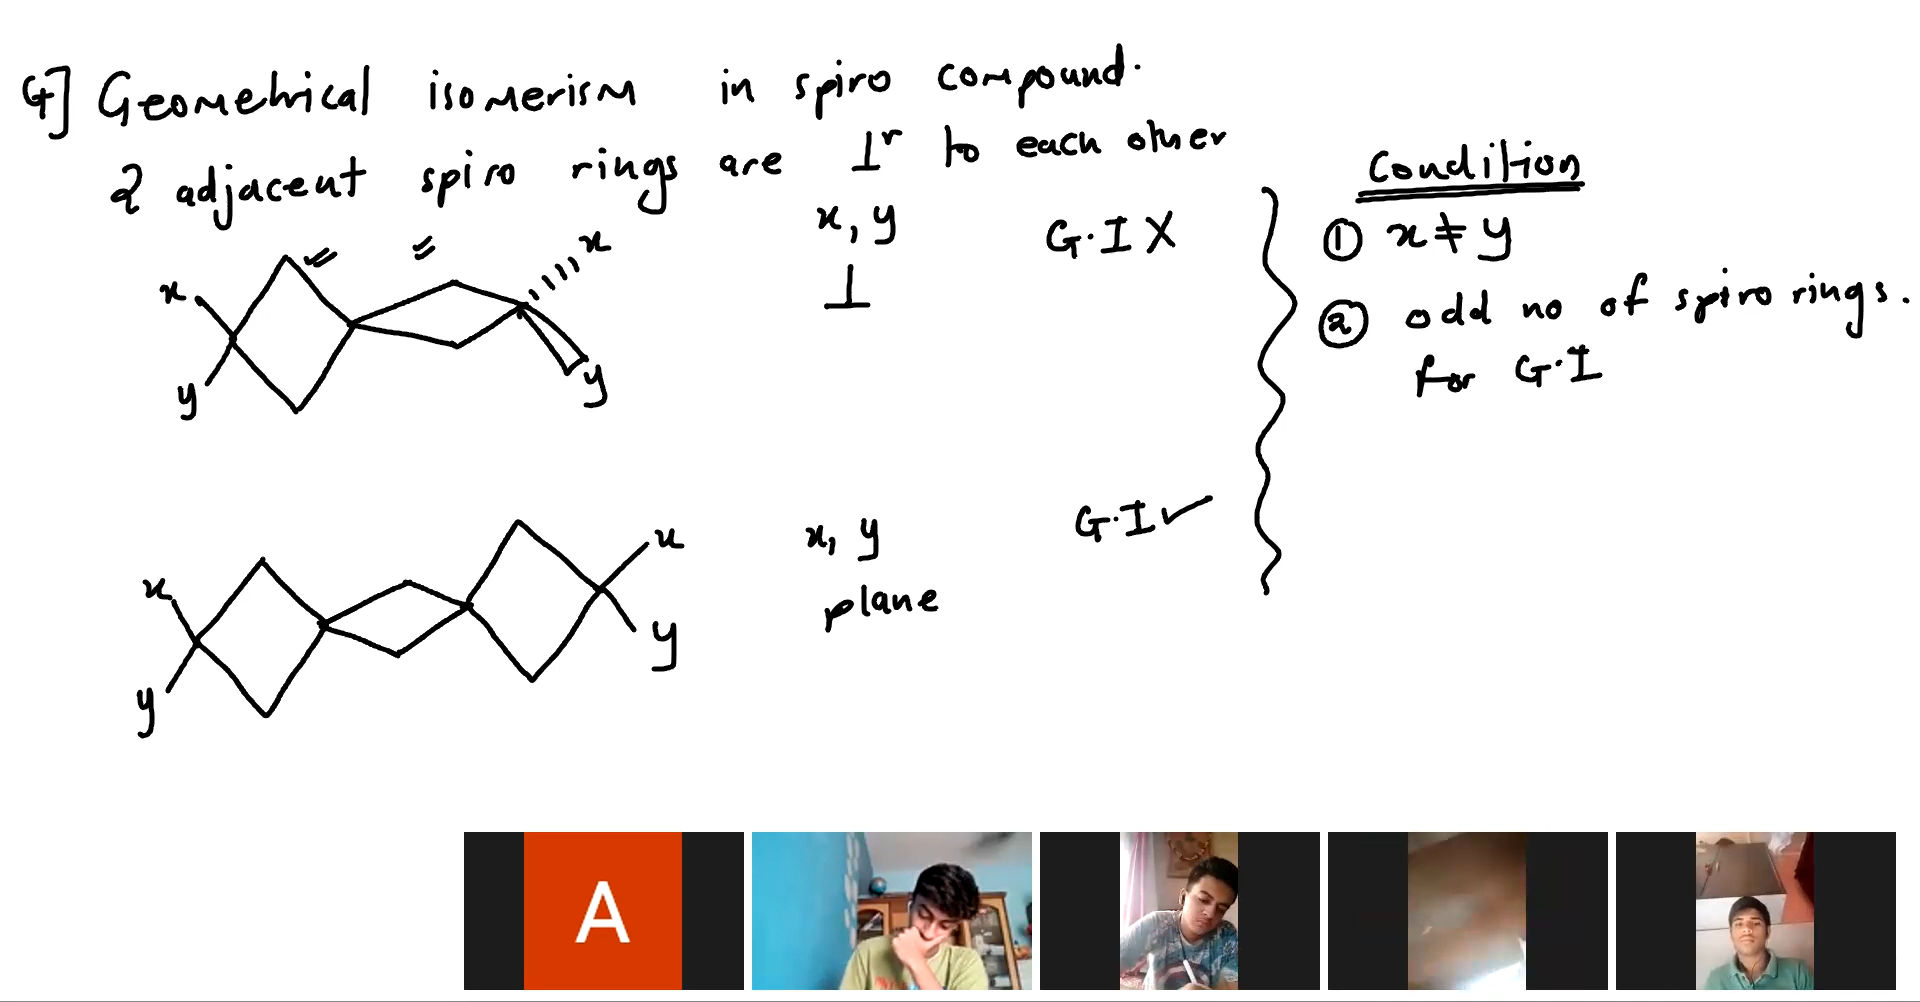 4] Geometrical isomerism in spiro compound.
2 adjacent spiro rings are ⊥r to each other
x, y
⊥
G.I X
x
y
x
y
x, y
plane
G.I ✓
x
y
x
y
Condition
① x ≠ y
② odd no of spiro rings.
for G.I
A